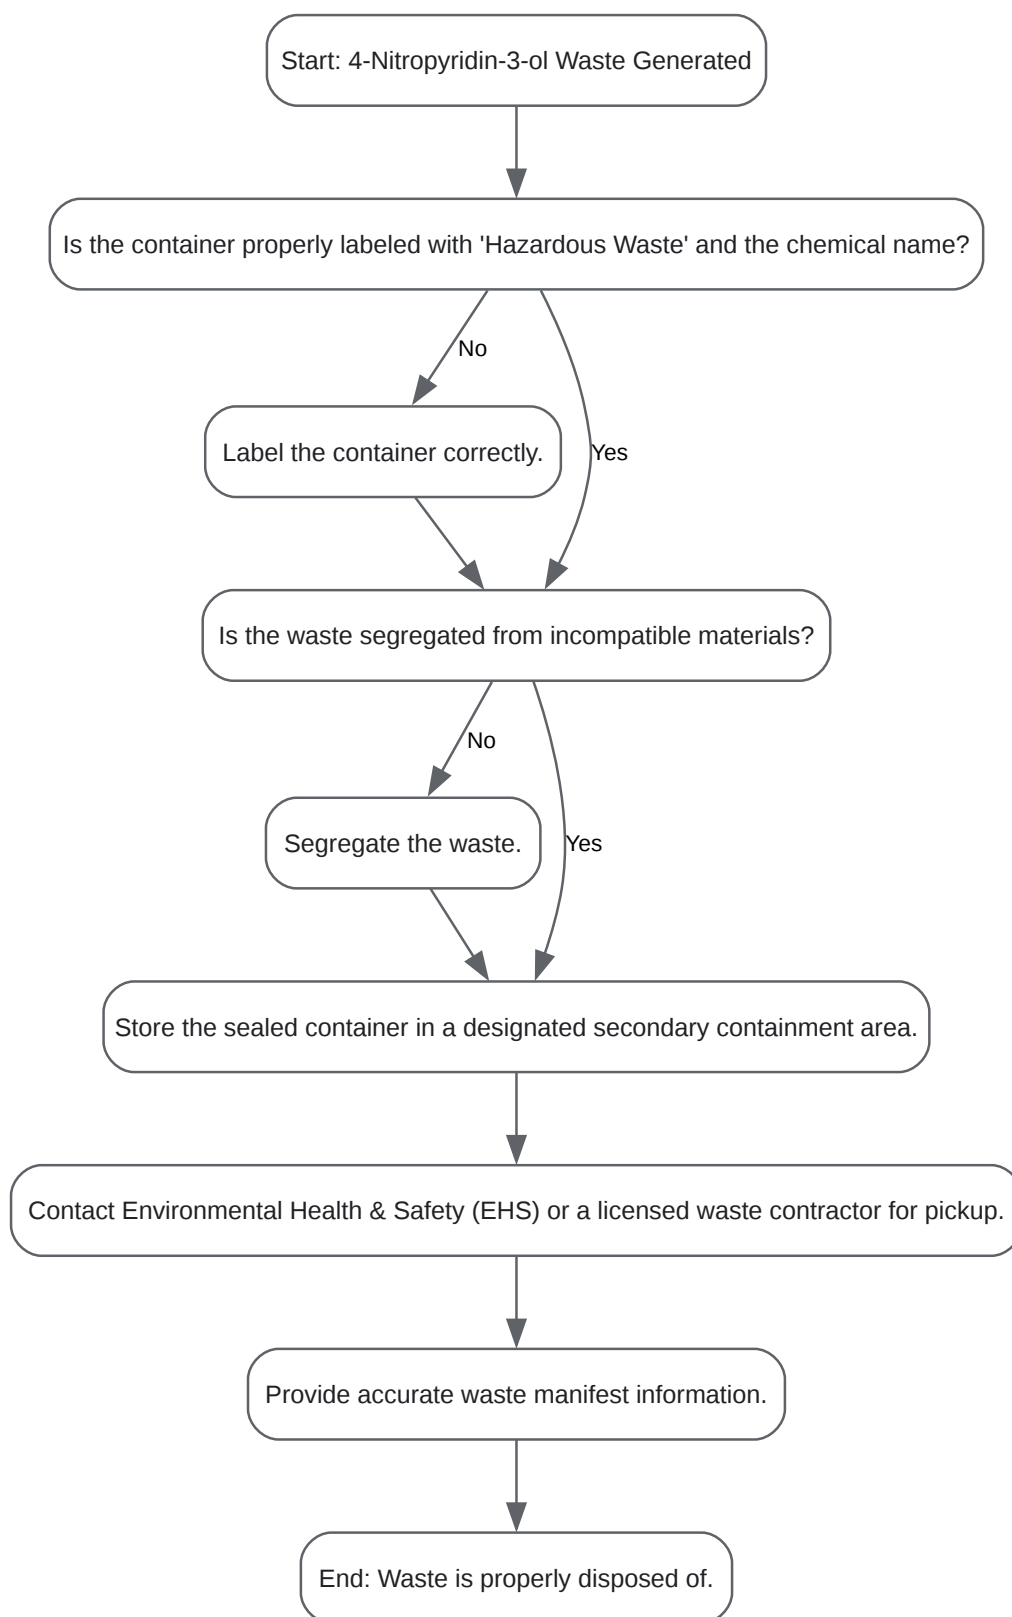 Start: 4-Nitropyridin-3-ol Waste Generated
Is the container properly labeled with 'Hazardous Waste' and the chemical name?
No
Label the container correctly.
Yes
Is the waste segregated from incompatible materials?
No
Segregate the waste.
Yes
Store the sealed container in a designated secondary containment area.
Contact Environmental Health & Safety (EHS) or a licensed waste contractor for pickup.
Provide accurate waste manifest information.
End: Waste is properly disposed of.